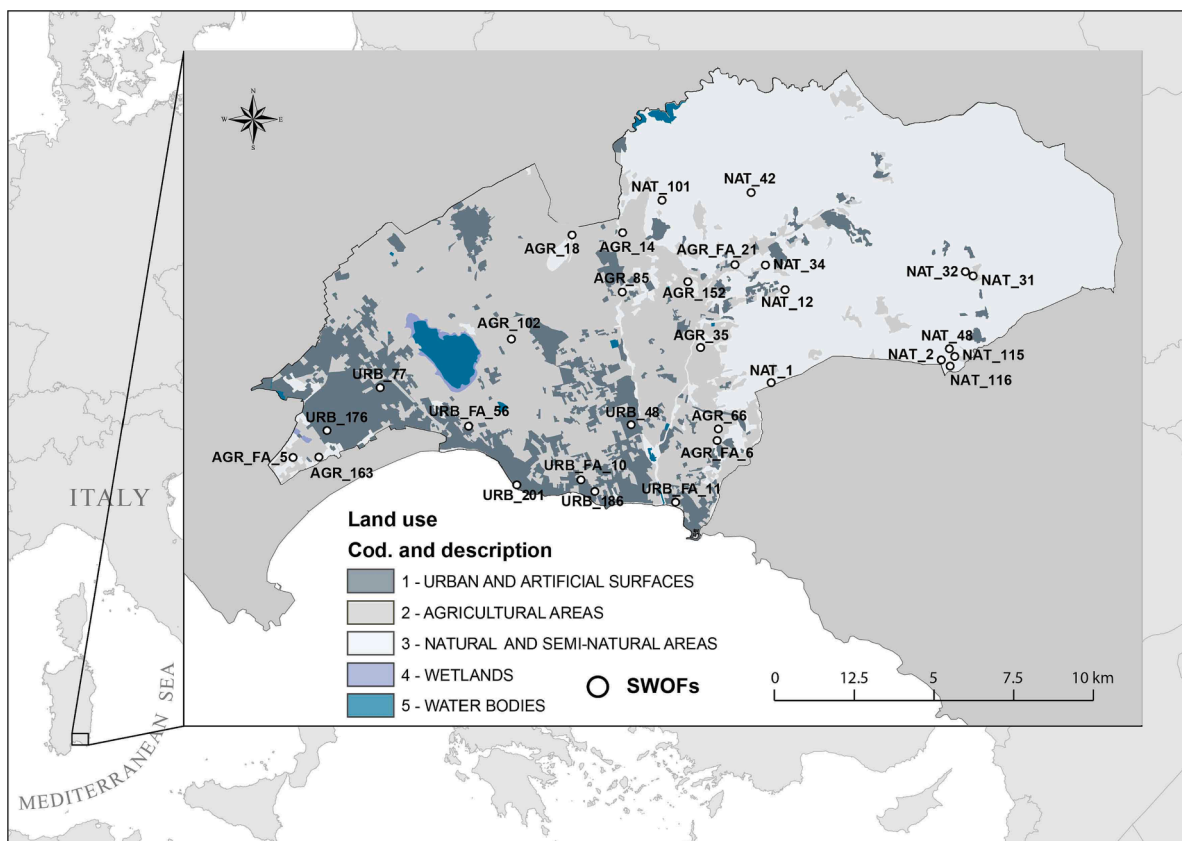 N
W E
S
NAT_42
NAT_101
AGR_18
AGR_14
AGR_FA_21
NAT_34
AGR_85
AGR_152
NAT_12
NAT_32
NAT_31
AGR_102
AGR_35
NAT_48
NAT_2
NAT_115
NAT_116
NAT_1
URB_77
URB_176
URB_FA_56
URB_48
AGR_66
AGR_FA_6
AGR_FA_5
AGR_163
URB_FA_10
URB_201
URB_186
URB_FA_11
ITALY
MEDITERRANEAN SEA
Land use
Cod. and description
1 - URBAN AND ARTIFICIAL SURFACES
2 - AGRICULTURAL AREAS
3 - NATURAL AND SEMI-NATURAL AREAS
4 - WETLANDS
5 - WATER BODIES
SWOFs
0 12.5 5 7.5 10 km